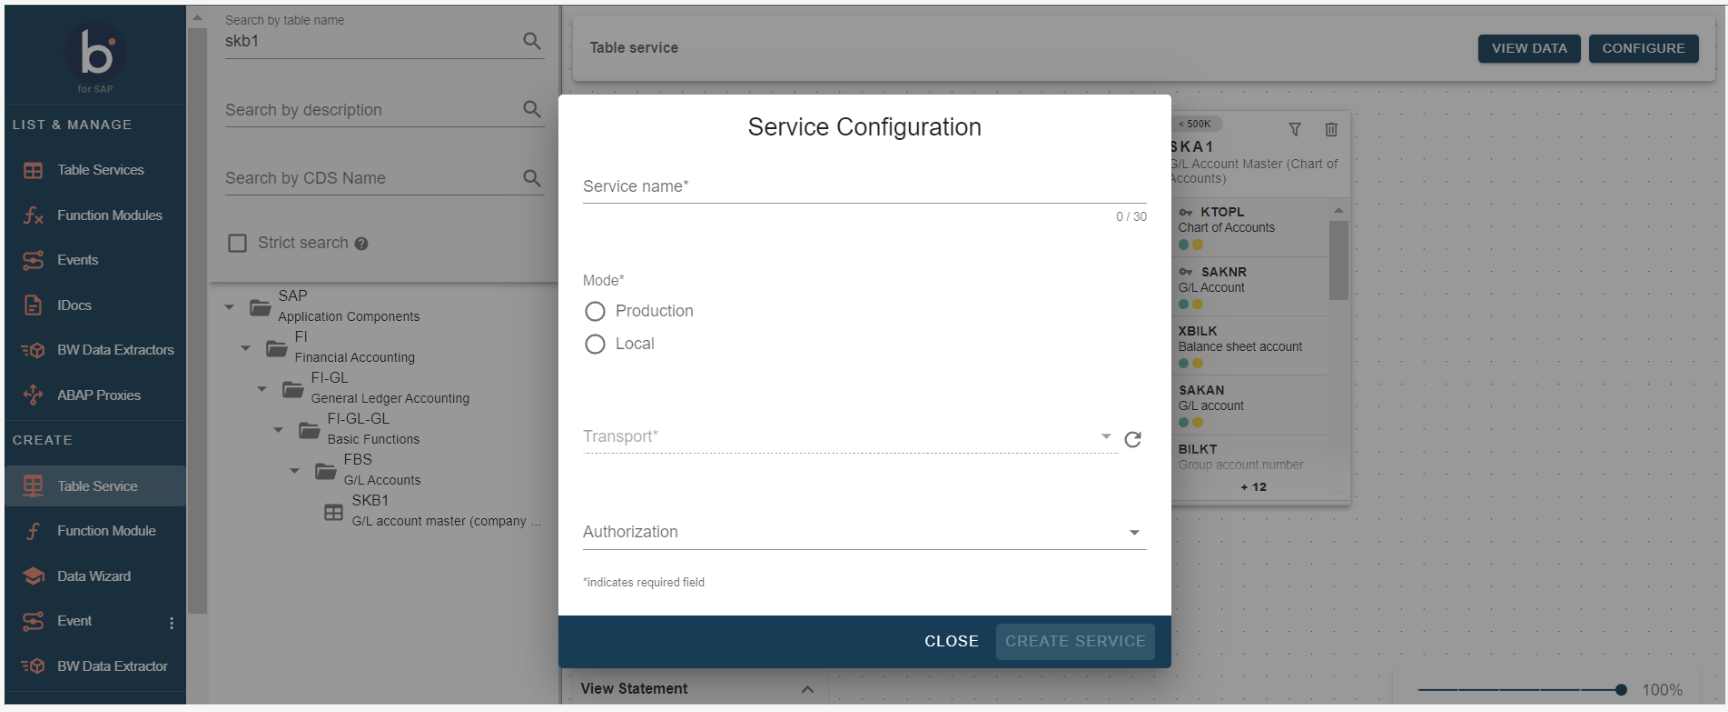 b
for SAP
LIST & MANAGE
Table Services
Function Modules
Events
IDocs
BW Data Extractors
ABAP Proxies
CREATE
Table Service
Function Module
Data Wizard
Event
BW Data Extractor
Search by table name
skb1
Search by description
Search by CDS Name
Strict search ?
SAP
Application Components
FI
Financial Accounting
FI-GL
General Ledger Accounting
FI-GL-GL
Basic Functions
FBS
G/L Accounts
SKB1
G/L account master (company ...
Table service
VIEW DATA
CONFIGURE
Service Configuration
Service name*
0 / 30
Mode*
Production
Local
Transport*
Authorization
*indicates required field
CLOSE
CREATE SERVICE
< 500K
SKA1
G/L Account Master (Chart of
Accounts)
KTOPL
Chart of Accounts
SAKNR
G/L Account
XBILK
Balance sheet account
SAKAN
G/L account
BILKT
Group account number
+ 12
View Statement
100%